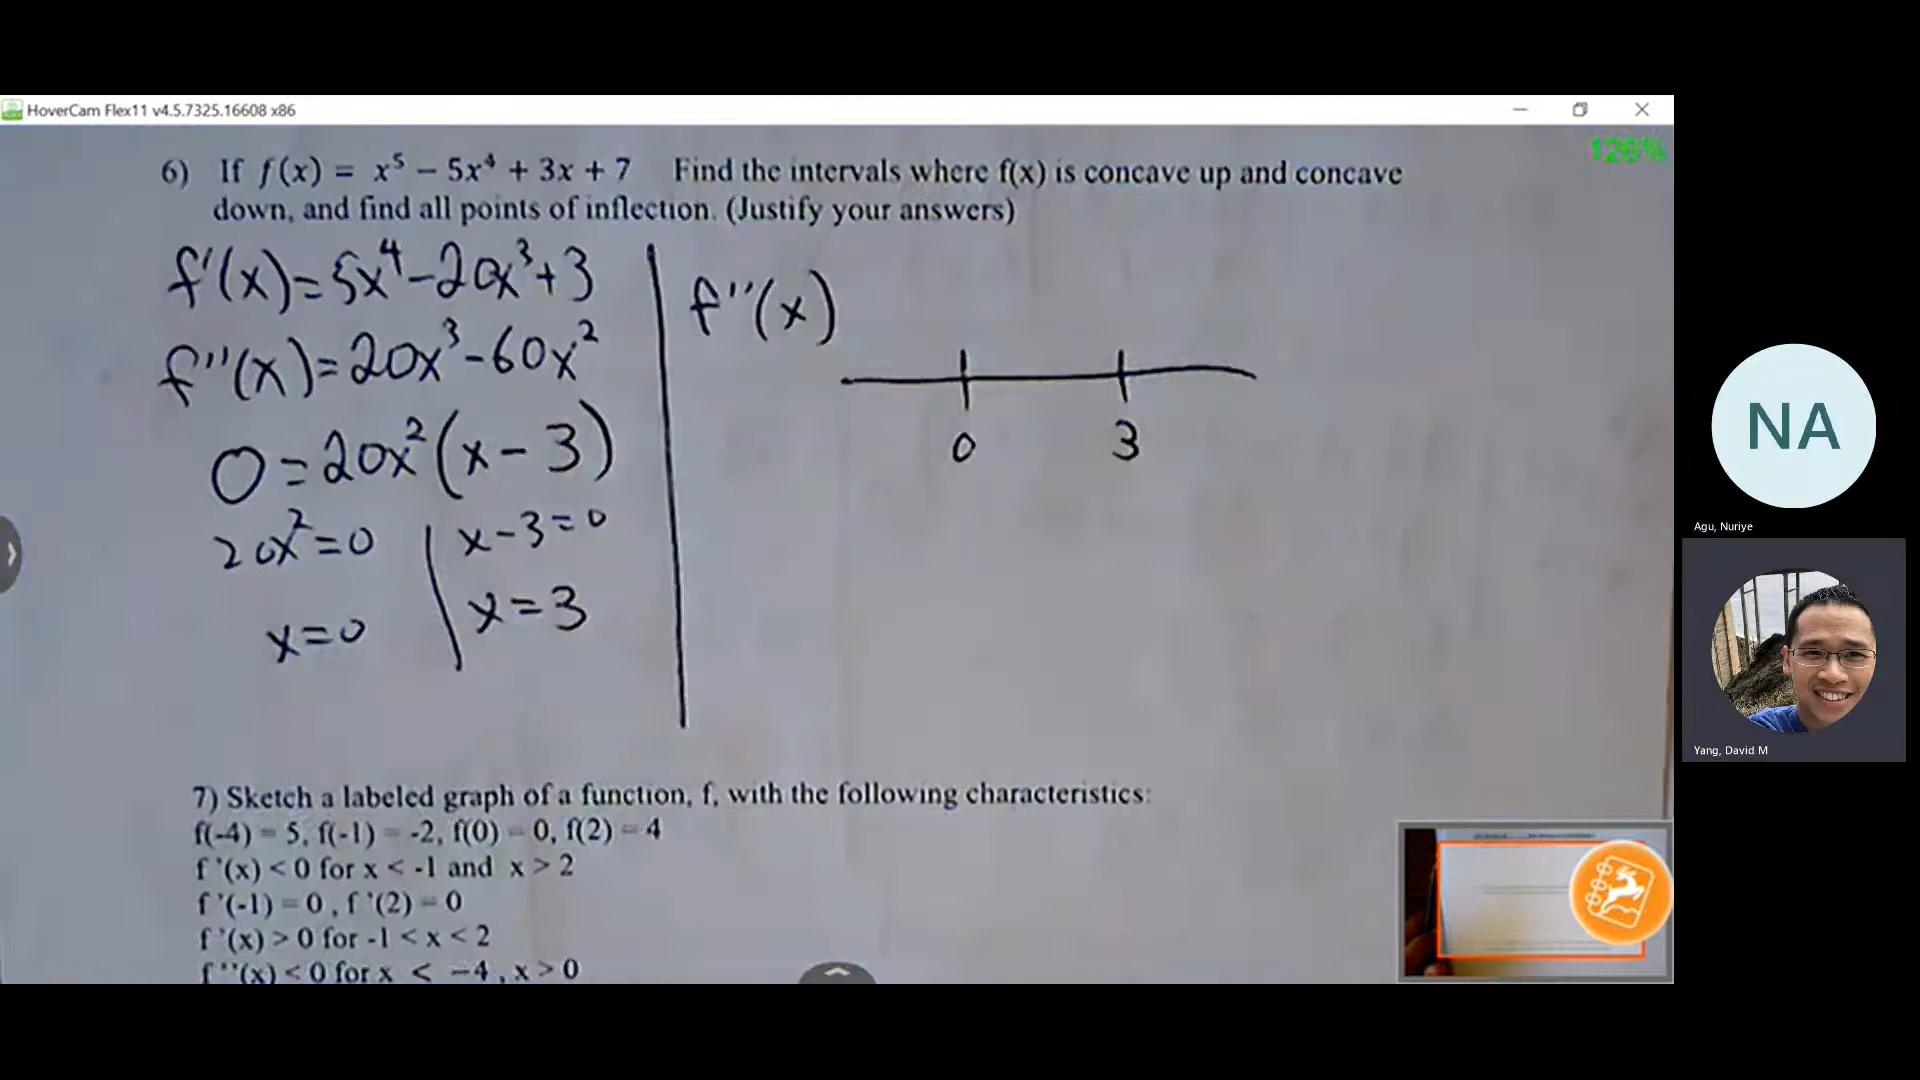 HoverCam Flex11 v4.5.7325.16608 x86
126%
6) If f(x) = x⁵ − 5x⁴ + 3x + 7 Find the intervals where f(x) is concave up and concave
down, and find all points of inflection. (Justify your answers)
f'(x)=5x⁴-20x³+3
f''(x)=20x³-60x²
0=20x²(x-3)
20x²=0
x-3=0
x=0
x=3
f''(x)
0 3
7) Sketch a labeled graph of a function, f, with the following characteristics:
f(-4) = 5, f(-1) = -2, f(0) = 0, f(2) = 4
f '(x) < 0 for x < -1 and x > 2
f '(-1) = 0 , f '(2) = 0
f '(x) > 0 for -1 < x < 2
f ''(x) < 0 for x < −4 , x > 0
NA
Agu, Nuriye
Yang, David M